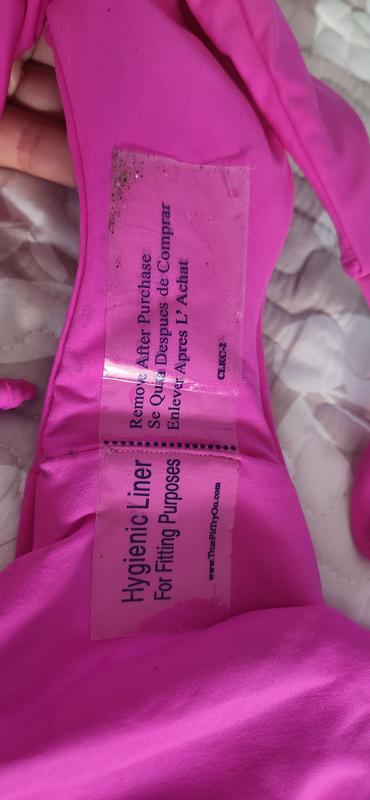 Remove After Purchase
Se Quita Despues de Comprar
Enlever Apres L' Achat
CLKC-2
Hygienic Liner
For Fitting Purposes
www.TrueFitTryOn.com